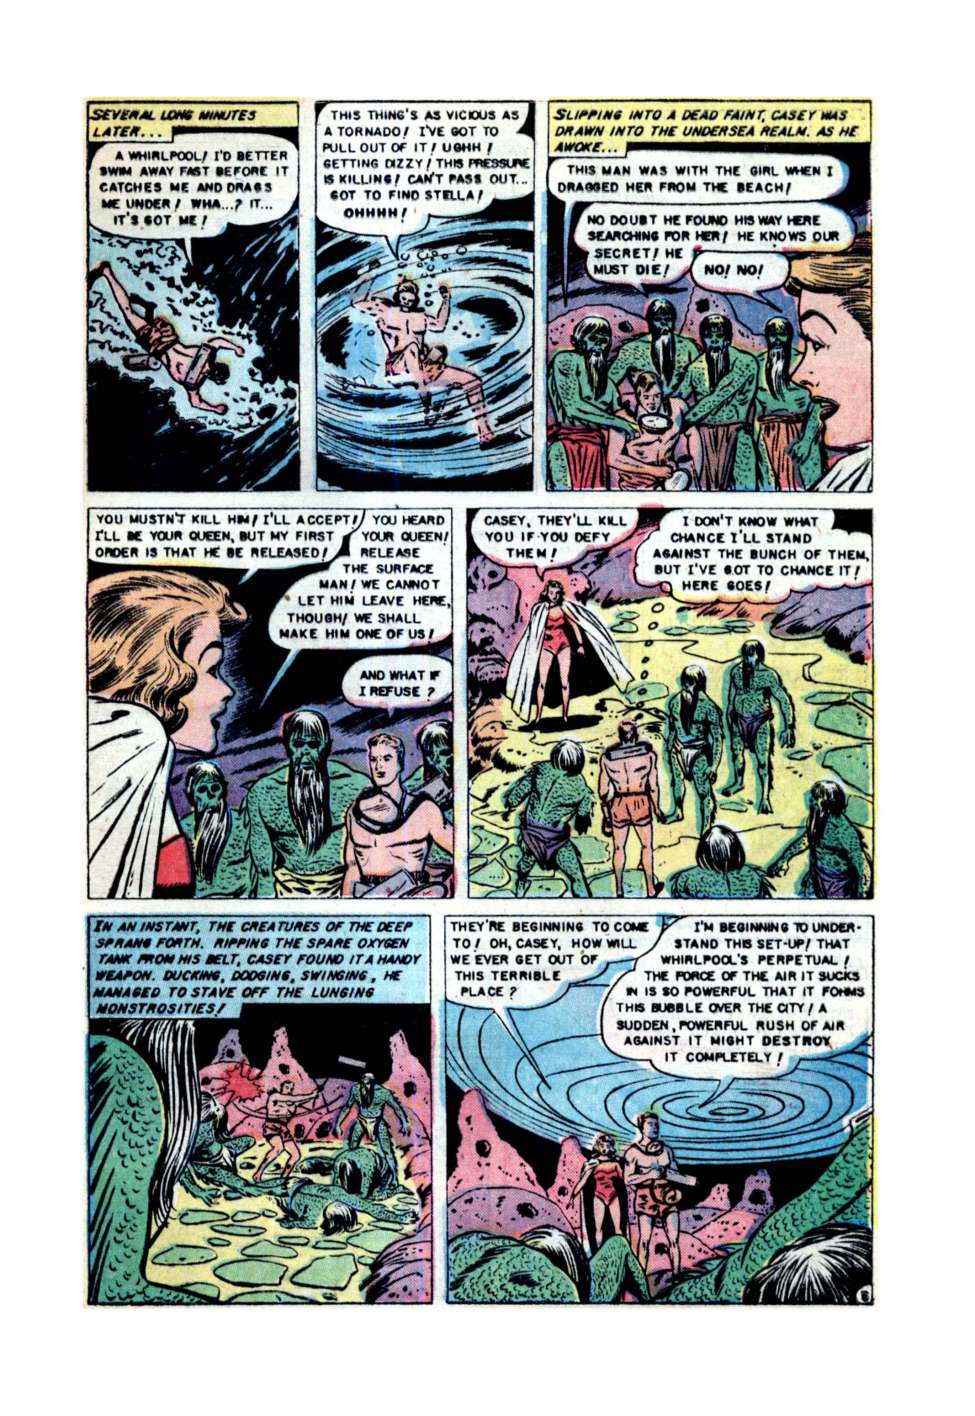 SEVERAL LONG MINUTES
LATER...
A WHIRLPOOL! I'D BETTER
SWIM AWAY FAST BEFORE IT
CATCHES ME AND DRAGS
ME UNDER! WHA...? IT...
IT'S GOT ME!
THIS THING'S AS VICIOUS AS
A TORNADO! I'VE GOT TO
PULL OUT OF IT! UGHH!
GETTING DIZZY! THIS PRESSURE
IS KILLING! CAN'T PASS OUT...
GOT TO FIND STELLA!
OHHHH!
SLIPPING INTO A DEAD FAINT, CASEY WAS
DRAWN INTO THE UNDERSEA REALM. AS HE
AWOKE...
THIS MAN WAS WITH THE GIRL WHEN I
DRAGGED HER FROM THE BEACH!
NO DOUBT HE FOUND HIS WAY HERE
SEARCHING FOR HER! HE KNOWS OUR
SECRET! HE
MUST DIE!
NO! NO!
YOU MUSTN'T KILL HIM! I'LL ACCEPT!
I'LL BE YOUR QUEEN, BUT MY FIRST
ORDER IS THAT HE BE RELEASED!
YOU HEARD
YOUR QUEEN!
RELEASE
THE SURFACE
MAN! WE CANNOT
LET HIM LEAVE HERE,
THOUGH! WE SHALL
MAKE HIM ONE OF US!
AND WHAT IF
I REFUSE?
CASEY, THEY'LL KILL
YOU IF YOU DEFY
THEM!
I DON'T KNOW WHAT
CHANCE I'LL STAND
AGAINST THE BUNCH OF THEM,
BUT I'VE GOT TO CHANCE IT!
HERE GOES!
IN AN INSTANT, THE CREATURES OF THE DEEP
SPRANG FORTH. RIPPING THE SPARE OXYGEN
TANK FROM HIS BELT, CASEY FOUND IT A HANDY
WEAPON. DUCKING, DODGING, SWINGING, HE
MANAGED TO STAVE OFF THE LUNGING
MONSTROSITIES!
THEY'RE BEGINNING TO COME
TO! OH, CASEY, HOW WILL
WE EVER GET OUT OF
THIS TERRIBLE
PLACE?
I'M BEGINNING TO UNDER-
STAND THIS SET-UP! THAT
WHIRLPOOL'S PERPETUAL!
THE FORCE OF THE AIR IT SUCKS
IN IS SO POWERFUL THAT IT FORMS
THIS BUBBLE OVER THE CITY! A
SUDDEN, POWERFUL RUSH OF AIR
AGAINST IT MIGHT DESTROY
IT COMPLETELY!